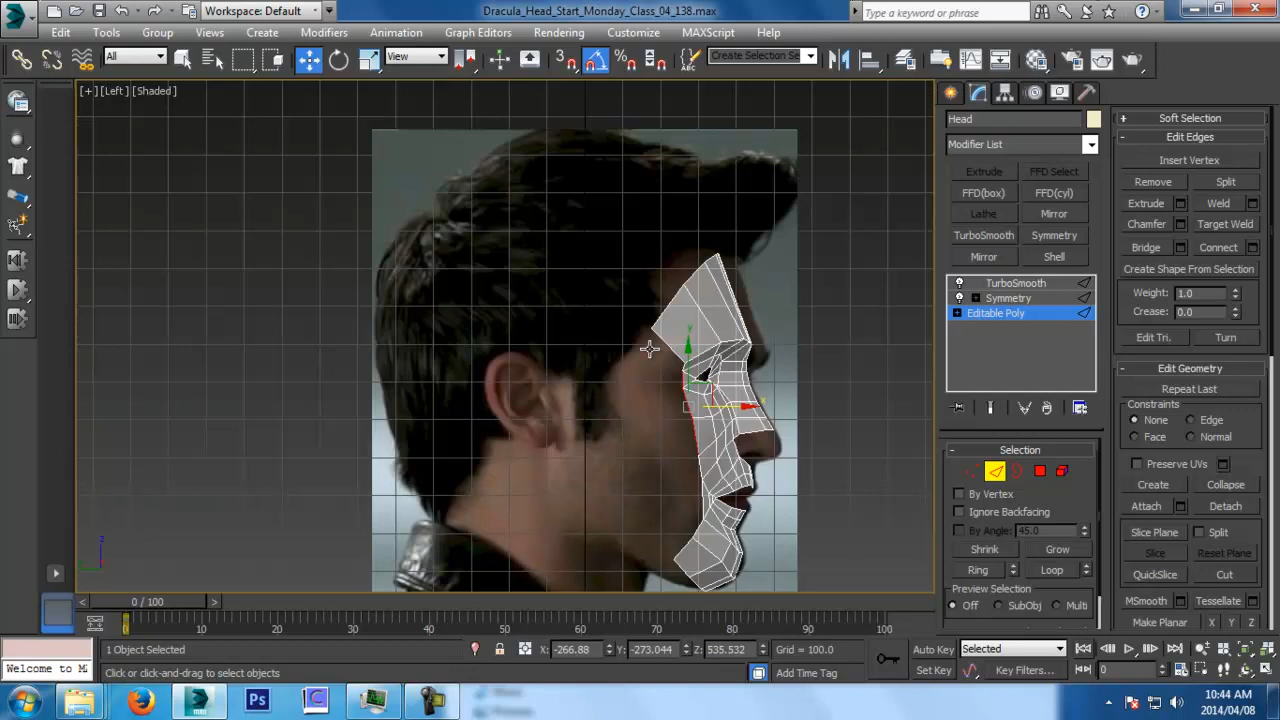 Workspace: Default
Dracula_Head_Start_Monday_Class_04_138.max
Type a keyword or phrase
Edit Tools Group Views Create Modifiers Animation Graph Editors Rendering Customize MAXScript Help
All View 3 Create Selection Se
[+] [Left] [Shaded]
Head
Modifier List
Extrude FFD Select
FFD(box) FFD(cyl)
Lathe Mirror
TurboSmooth Symmetry
Mirror Shell
TurboSmooth
Symmetry
Editable Poly
Selection
By Vertex
Ignore Backfacing
By Angle: 45.0
Shrink Grow
Ring Loop
Preview Selection
Off SubObj Multi
Soft Selection
Edit Edges
Insert Vertex
Remove Split
Extrude Weld
Chamfer Target Weld
Bridge Connect
Create Shape From Selection
Weight: 1.0
Crease: 0.0
Edit Tri. Turn
Edit Geometry
Repeat Last
Constraints
None Edge
Face Normal
Preserve UVs
Create Collapse
Attach Detach
Slice Plane Split
Slice Reset Plane
QuickSlice Cut
MSmooth Tessellate
Make Planar X Y Z
y
x
z
0 / 100
0 10 20 30 40 50 60 70 80 90 100
1 Object Selected X: -266.88 Y: -273.044 Z: 535.532 Grid = 100.0 Auto Key Selected
Welcome to M Click or click-and-drag to select objects Add Time Tag Set Key Key Filters... 0
Ps
10:44 AM
2014/04/08